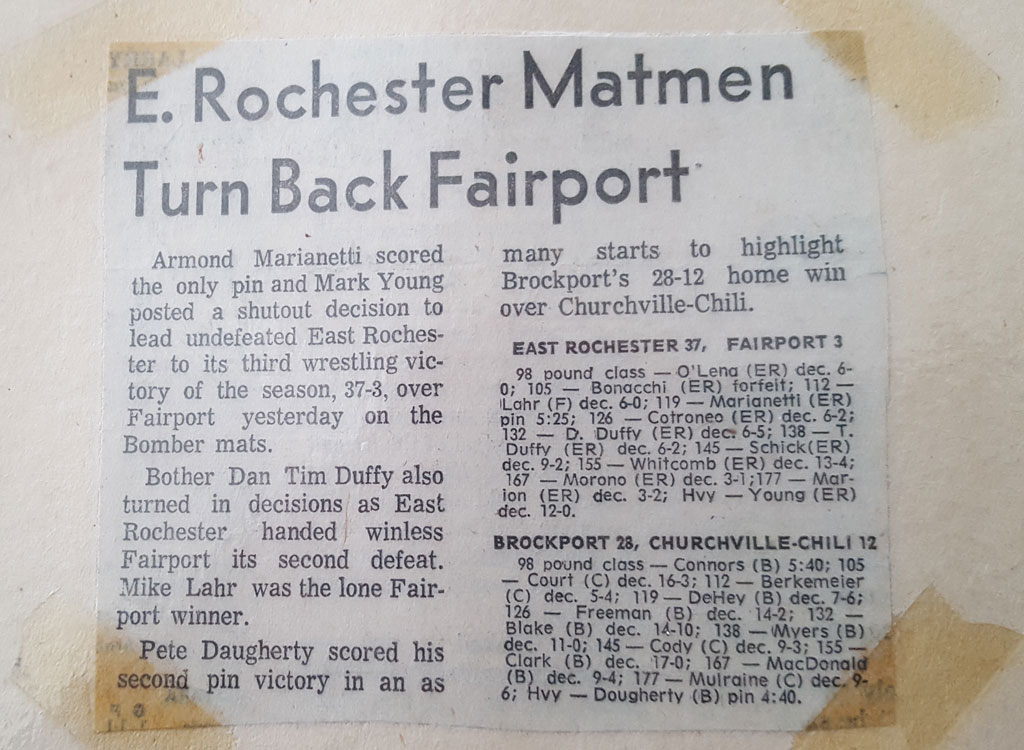 E. Rochester Matmen
Turn Back Fairport
Armond Marianetti scored
the only pin and Mark Young
posted a shutout decision to
lead undefeated East Roches-
ter to its third wrestling vic-
tory of the season, 37-3, over
Fairport yesterday on the
Bomber mats.
Bother Dan Tim Duffy also
turned in decisions as East
Rochester handed winless
Fairport its second defeat.
Mike Lahr was the lone Fair-
port winner.
Pete Daugherty scored his
second pin victory in an as
many starts to highlight
Brockport's 28-12 home win
over Churchville-Chili.
EAST ROCHESTER 37, FAIRPORT 3
98 pound class — O'Lena (ER) dec. 6-
0; 105 — Bonacchi (ER) forfeit; 112 —
Lahr (F) dec. 6-0; 119 — Marianetti (ER)
pin 5:25; 126 — Cotroneo (ER) dec. 6-2;
132 — D. Duffy (ER) dec. 6-5; 138 — T.
Duffy (ER) dec. 6-2; 145 — Schick(ER)
dec. 9-2; 155 — Whitcomb (ER) dec. 13-4;
167 — Morono (ER) dec. 3-1;177 — Mar-
ion (ER) dec. 3-2; Hvy — Young (ER)
dec. 12-0.
BROCKPORT 28, CHURCHVILLE-CHILI 12
98 pound class — Connors (B) 5:40; 105
— Court (C) dec. 16-3; 112 — Berkemeier
(C) dec. 5-4; 119 — DeHey (B) dec. 7-6;
126 — Freeman (B) dec. 14-2; 132 —
Blake (B) dec. 14-10; 138 — Myers (B)
dec. 11-0; 145 — Cody (C) dec. 9-3; 155 —
Clark (B) dec. 17-0; 167 — MacDonald
(B) dec. 9-4; 177 — Mulraine (C) dec. 9-
6; Hvy — Dougherty (B) pin 4:40.